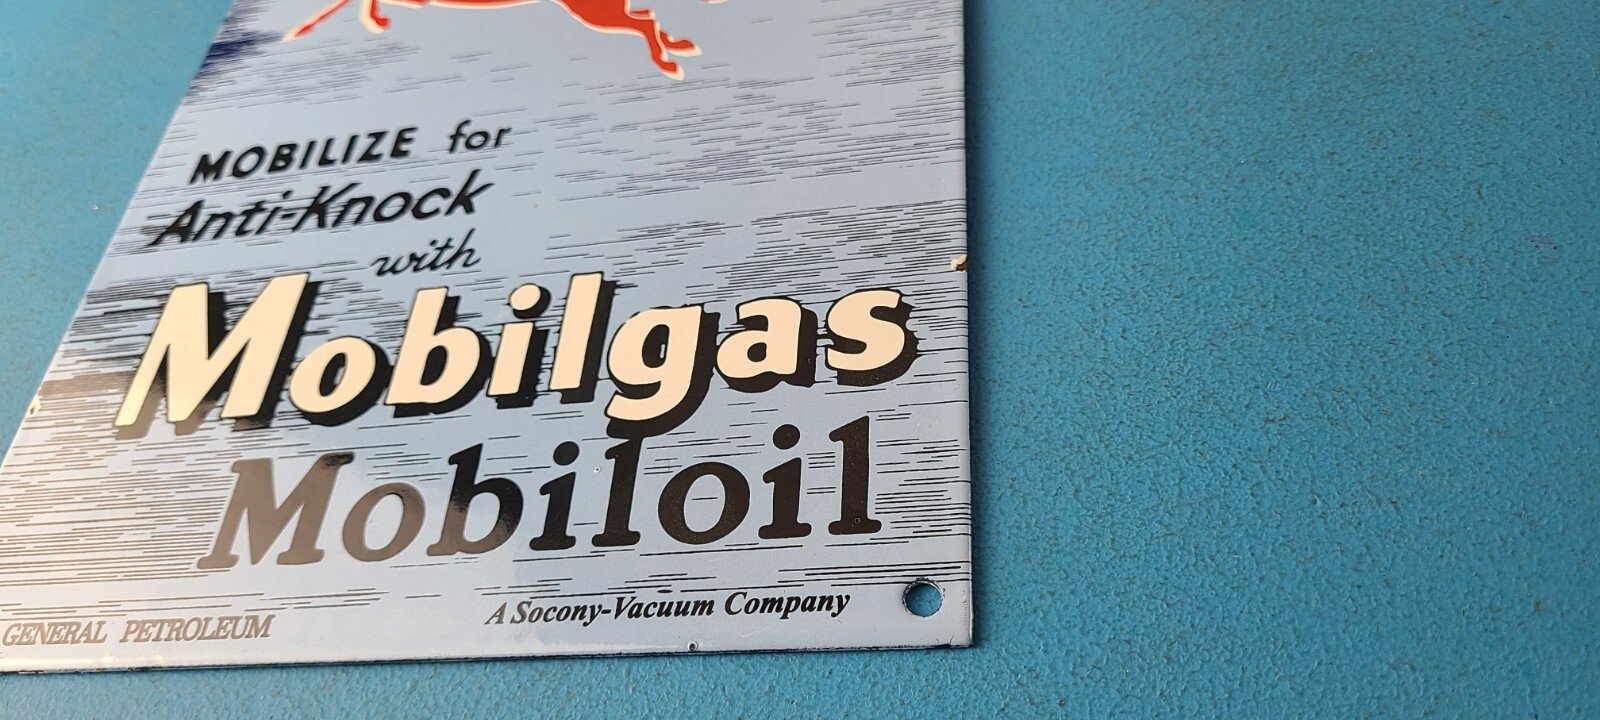 MOBILIZE for
Anti-Knock
with
Mobilgas
Mobiloil
A Socony-Vacuum Company
GENERAL PETROLEUM